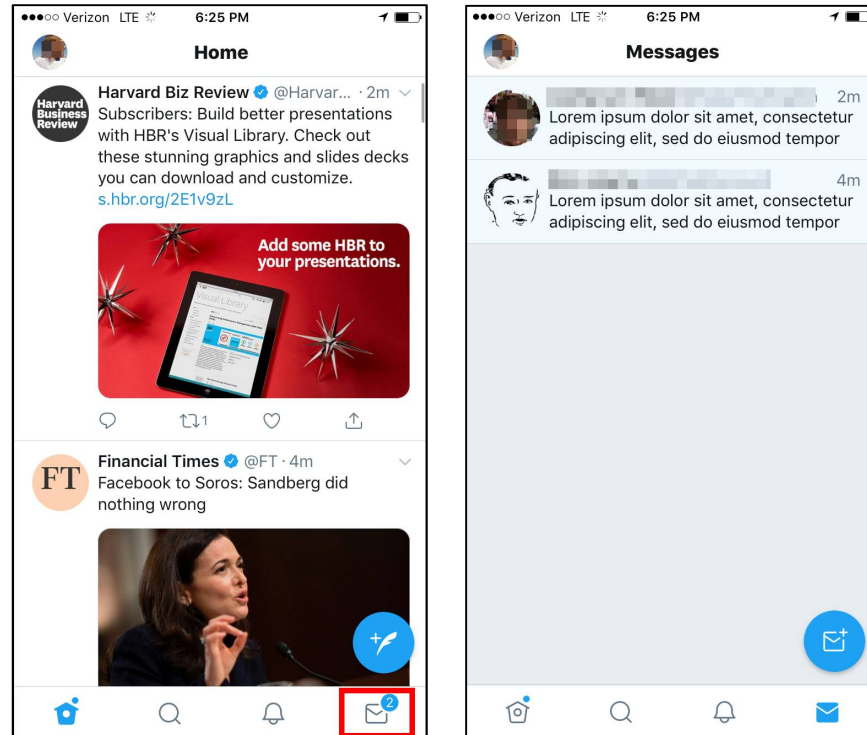 ●●●○○ Verizon LTE 6:25 PM
Home
Harvard Business Review
Harvard Biz Review @Harvar... · 2m
Subscribers: Build better presentations
with HBR's Visual Library. Check out
these stunning graphics and slides decks
you can download and customize.
s.hbr.org/2E1v9zL
Add some HBR to
your presentations.
Visual Library
1
FT
Financial Times @FT · 4m
Facebook to Soros: Sandberg did
nothing wrong
2
●●●○○ Verizon LTE 6:25 PM
Messages
2m
Lorem ipsum dolor sit amet, consectetur
adipiscing elit, sed do eiusmod tempor
4m
Lorem ipsum dolor sit amet, consectetur
adipiscing elit, sed do eiusmod tempor